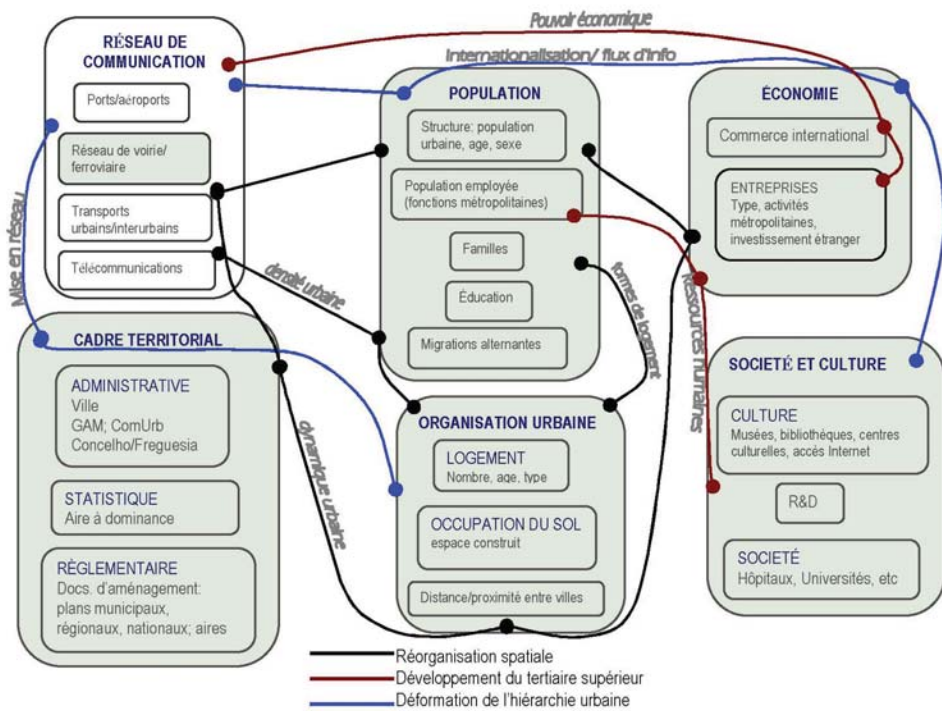 Pouvoir économique
Internationalisation/ flux d'info
RÉSEAU DE
COMMUNICATION
Ports/aéroports
Réseau de voirie/
ferroviaire
Transports
urbains/interurbains
Télécommunications
Mise en réseau
densité urbaine
POPULATION
Structure: population
urbaine, age, sexe
Population employée
(fonctions métropolitaines)
Familles
Éducation
Migrations alternantes
formes de logement
ÉCONOMIE
Commerce international
ENTREPRISES
Type, activités
métropolitaines,
investissement étranger
Ressources humaines
CADRE TERRITORIAL
ADMINISTRATIVE
Ville
GAM; ComUrb
Concelho/Freguesia
STATISTIQUE
Aire à dominance
RÈGLEMENTAIRE
Docs. d'aménagement:
plans municipaux,
régionaux, nationaux; aires
dynamique urbaine
ORGANISATION URBAINE
LOGEMENT
Nombre, age, type
OCCUPATION DU SOL
espace construit
Distance/proximité entre villes
SOCIETÉ ET CULTURE
CULTURE
Musées, bibliothéques, centres
culturelles, accés Internet
R&D
SOCIETÉ
Hôpitaux, Universités, etc
Réorganisation spatiale
Développement du tertiaire supérieur
Déformation de l'hiérarchie urbaine